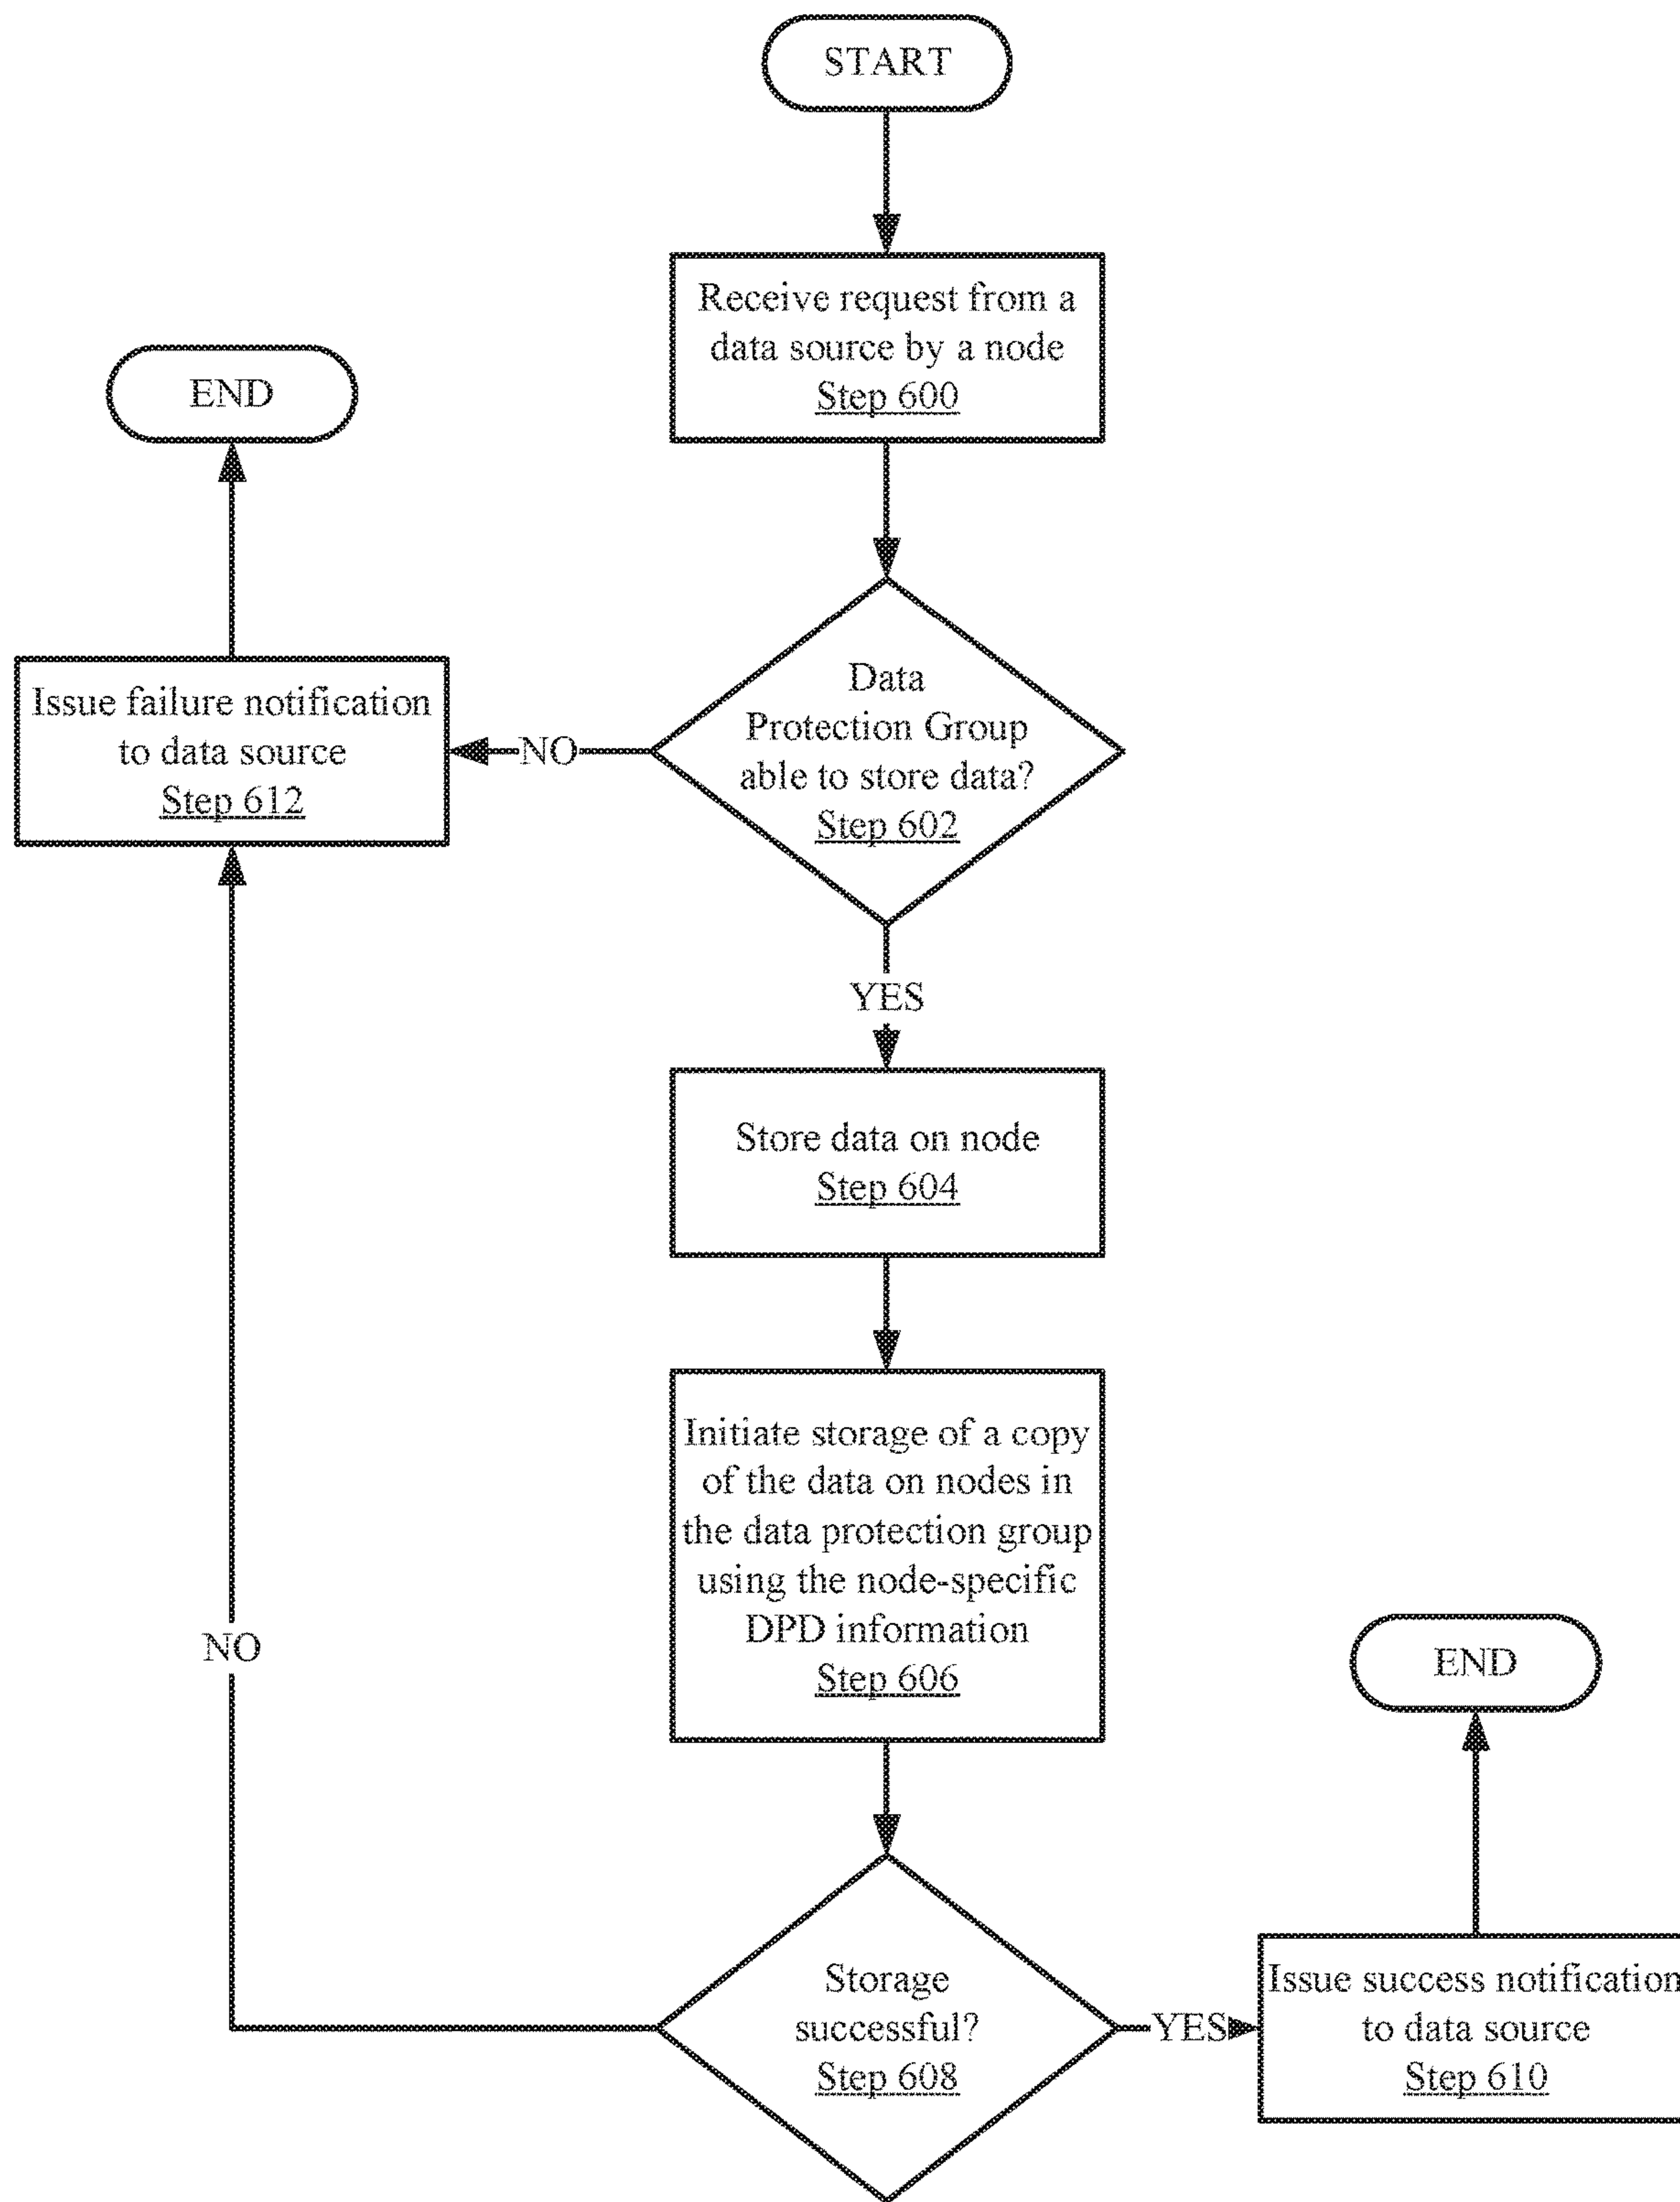 START
Receive request from a
data source by a node
Step 600
END
Issue failure notification
to data source
Step 612
NO
Data
Protection Group
able to store data?
Step 602
YES
Store data on node
Step 604
Initiate storage of a copy
of the data on nodes in
the data protection group
using the node-specific
DPD information
Step 606
NO
Storage
successful?
Step 608
YES
END
Issue success notification
to data source
Step 610